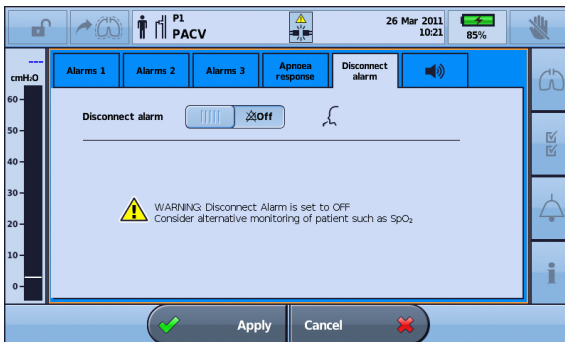 P1
PACV
26 Mar 2011
10:21
85%
---
cmH₂O
Alarms 1
Alarms 2
Alarms 3
Apnoea
response
Disconnect
alarm
60
50
40
30
20
10
0
Disconnect alarm
Off
WARNING: Disconnect Alarm is set to OFF
Consider alternative monitoring of patient such as SpO₂
Apply
Cancel